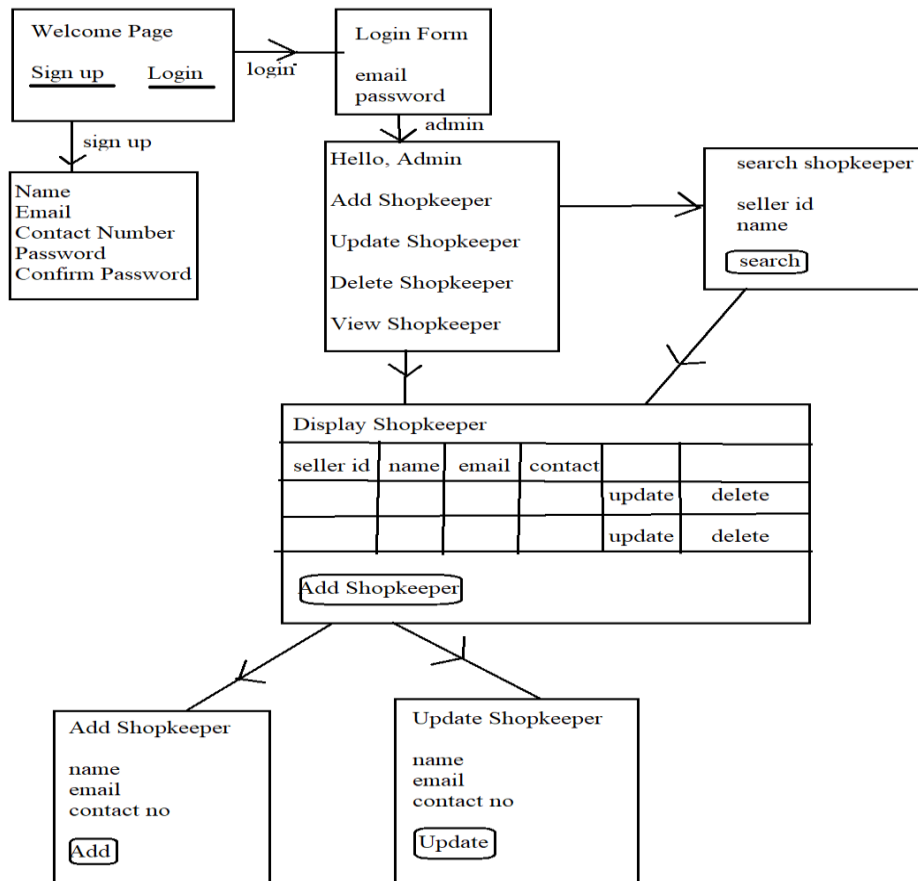 Welcome Page
Sign up Login
login
Login Form
email
password
sign up
admin
Name
Email
Contact Number
Password
Confirm Password
Hello, Admin
Add Shopkeeper
Update Shopkeeper
Delete Shopkeeper
View Shopkeeper
search shopkeeper
seller id
name
search
Display Shopkeeper
seller id name email contact
update delete
update delete
Add Shopkeeper
Add Shopkeeper
name
email
contact no
Add
Update Shopkeeper
name
email
contact no
Update